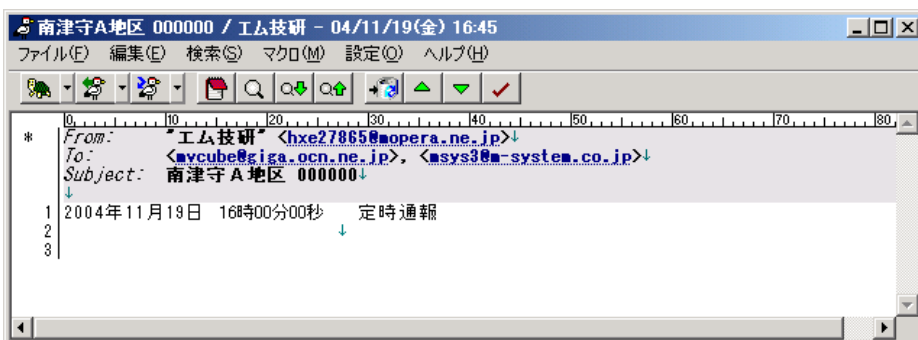 南津守A地区 000000 / エム技研 - 04/11/19(金) 16:45
ファイル(F) 編集(E) 検索(S) マクロ(M) 設定(O) ヘルプ(H)
0 10 20 30 40 50 60 70 80
* From: "エム技研" <hxe27865@mopera.ne.jp>↓
To: <mycube@giga.ocn.ne.jp>, <msys3@m-system.co.jp>↓
Subject: 南津守A地区 000000↓
↓
1 2004年11月19日 16時00分00秒 定時通報
2 ↓
3